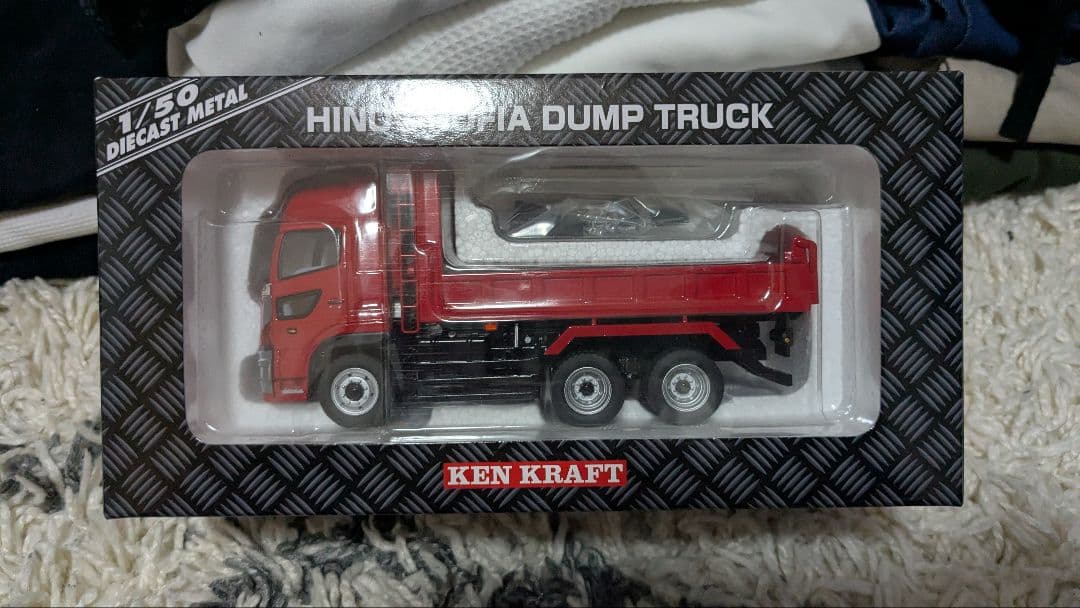 1/50
DIECAST METAL
HINO DUMP TRUCK
KEN KRAFT